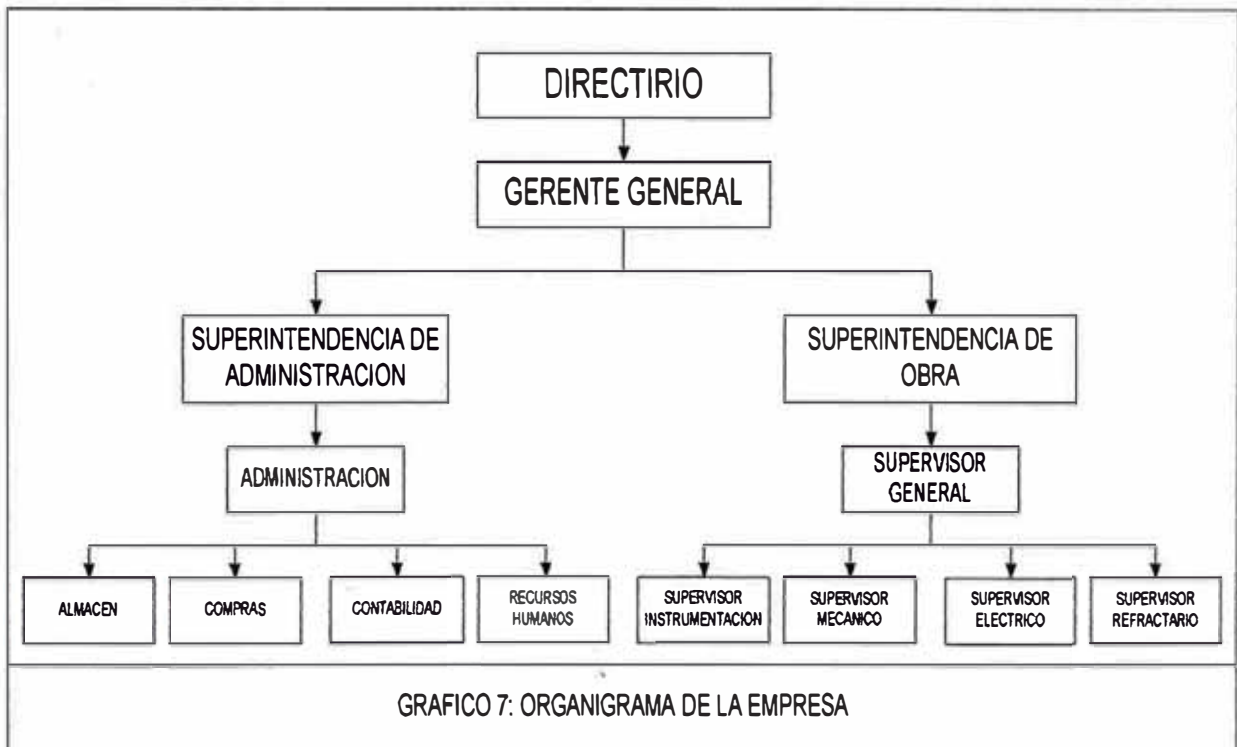 DIRECTIRIO
GERENTE GENERAL
SUPERINTENDENCIA DE
ADMINISTRACION
SUPERINTENDENCIA DE
OBRA
ADMINISTRACION
SUPERVISOR
GENERAL
ALMACEN
COMPRAS
CONTABILIDAD
RECURSOS
HUMANOS
SUPERVISOR
INSTRUMENTACION
SUPERVISOR
MECANICO
SUPERVISOR
ELECTRICO
SUPERVISOR
REFRACTARIO
GRAFICO 7: ORGANIGRAMA DE LA EMPRESA